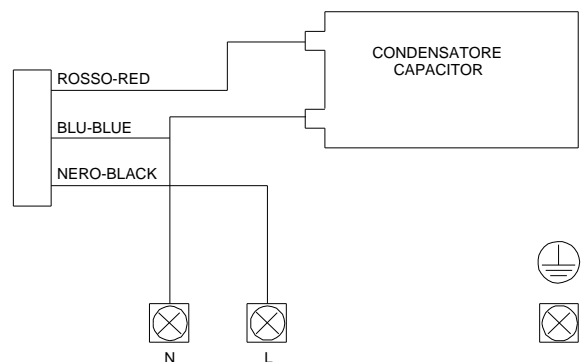 CONDENSATORE
CAPACITOR
ROSSO-RED
BLU-BLUE
NERO-BLACK
N
L